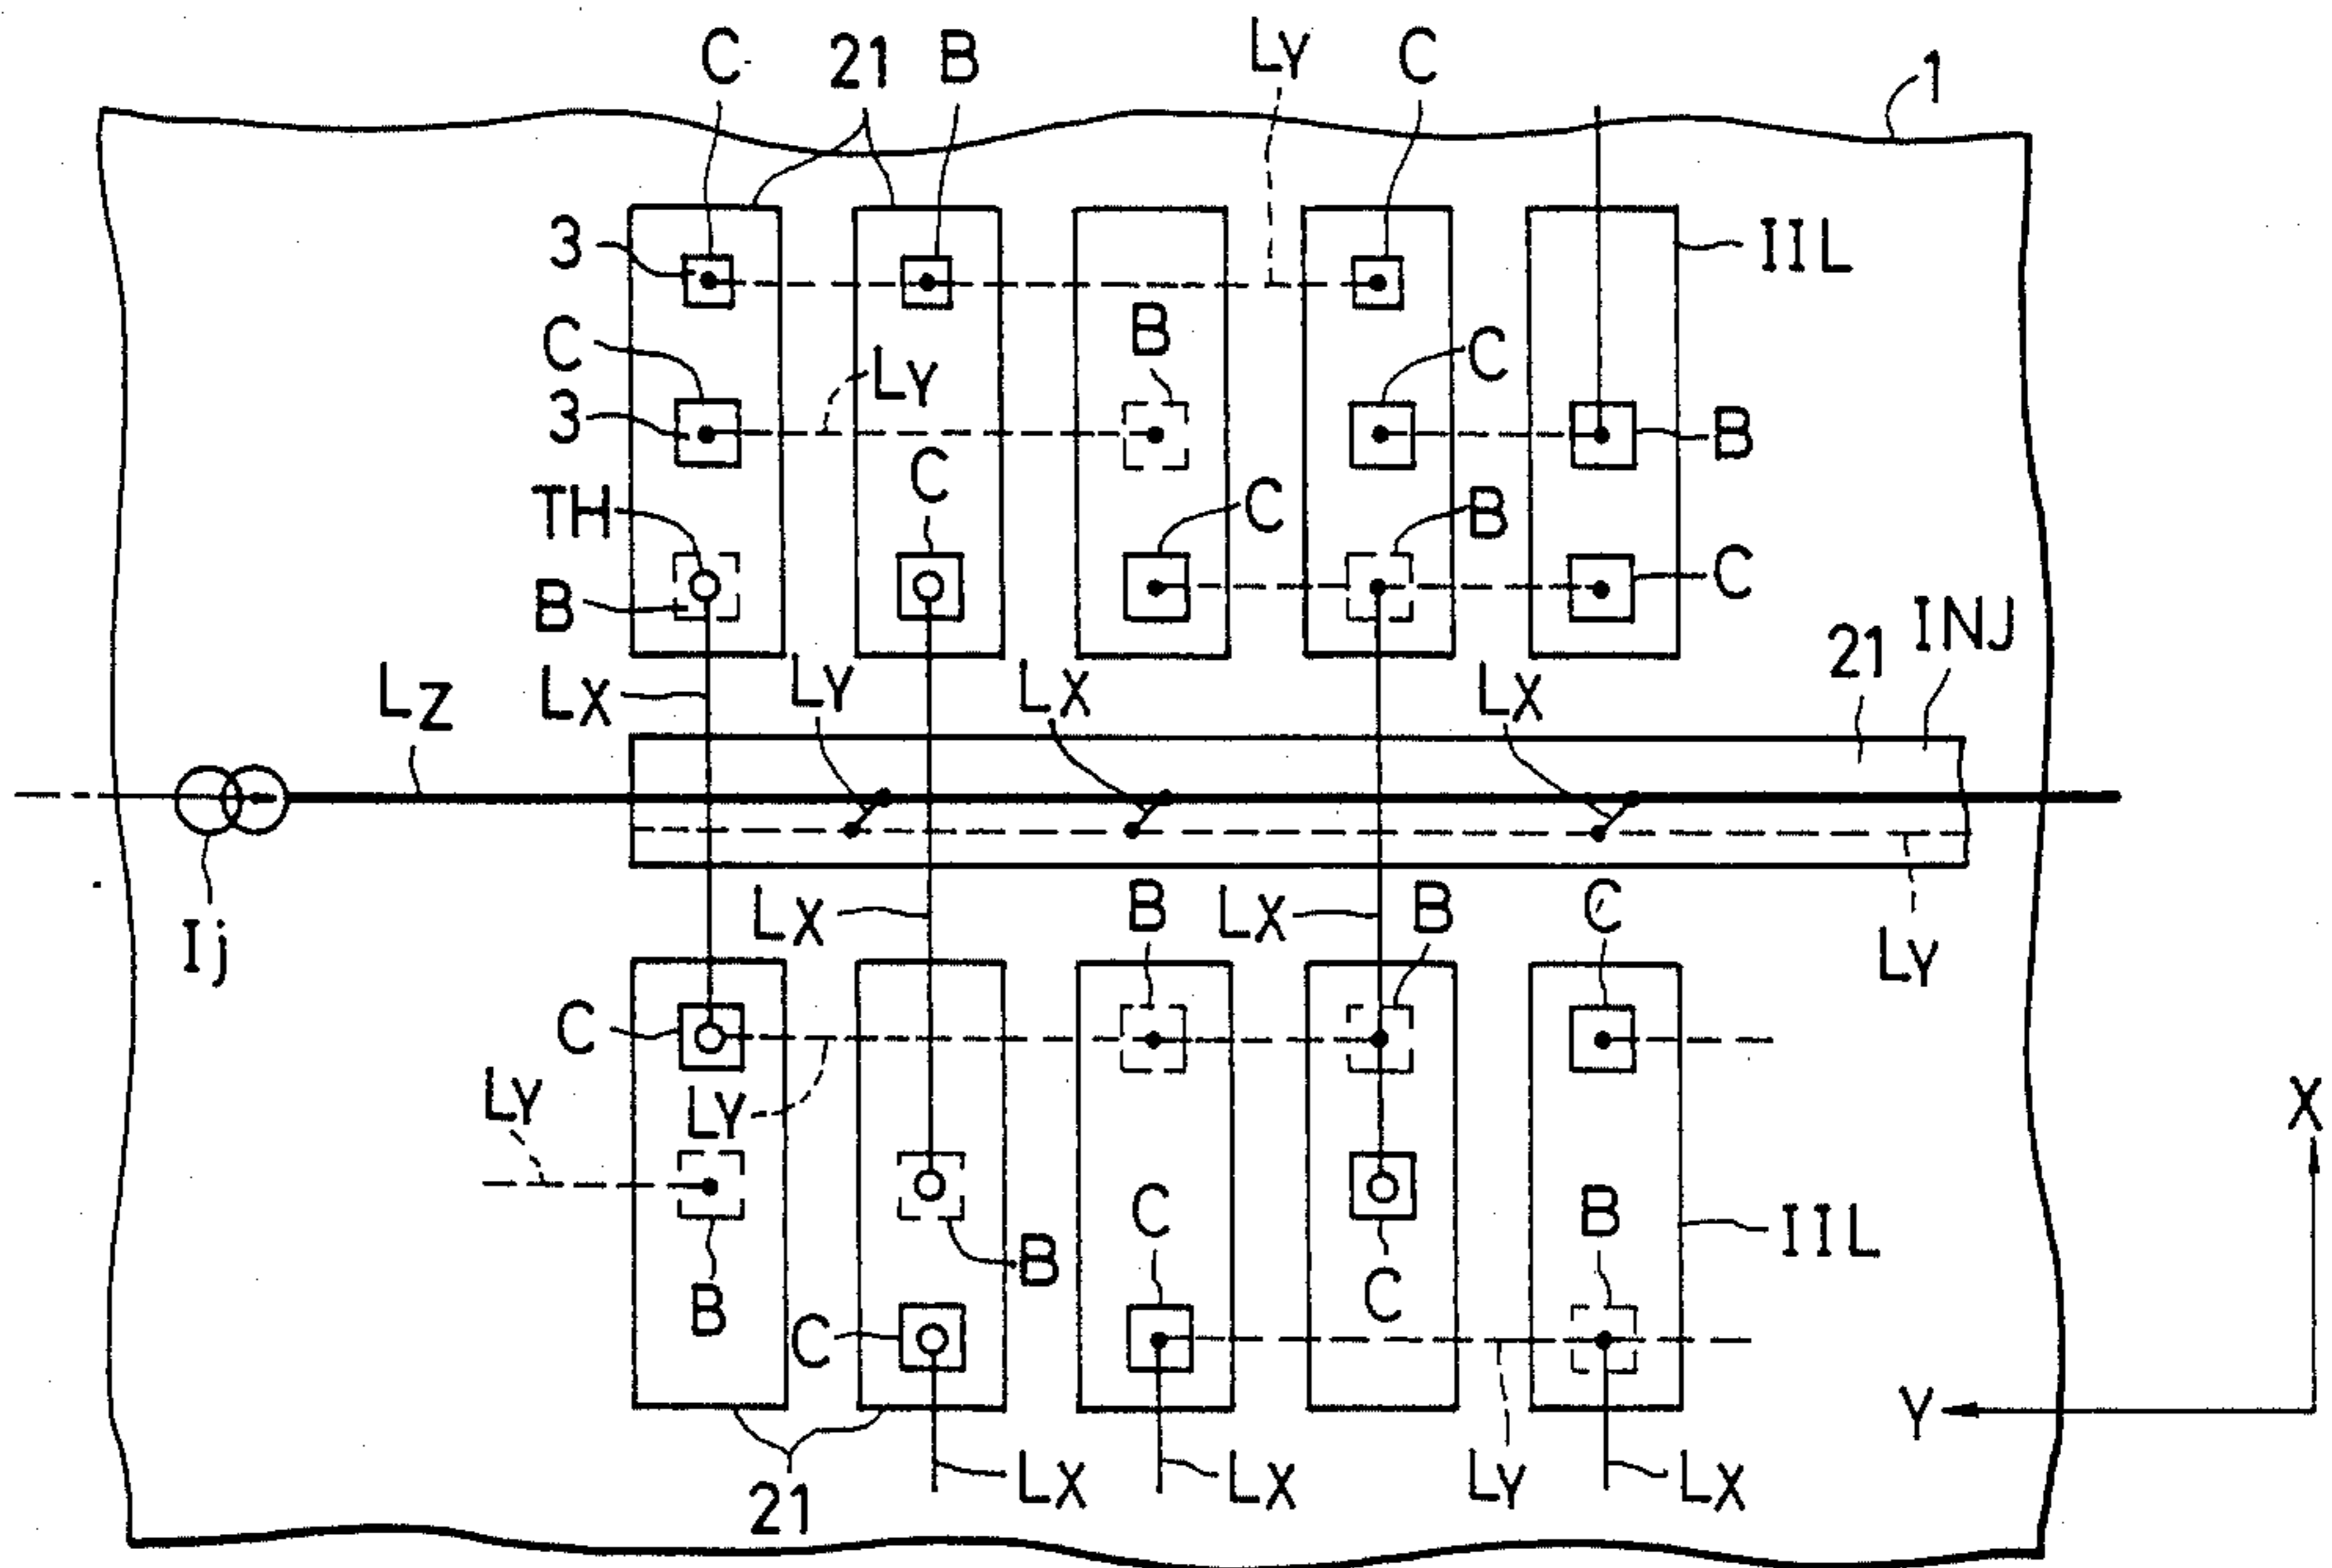 C 21 B LY C 1
3 IIL
C B
3 LY C B
C
TH C B
B C
21 INJ
LZ LX LY LX LX
Ij LX B LX B C LY
C
LY LY X
C B IIL
B B
B C C Y
21 LX LX LY LX